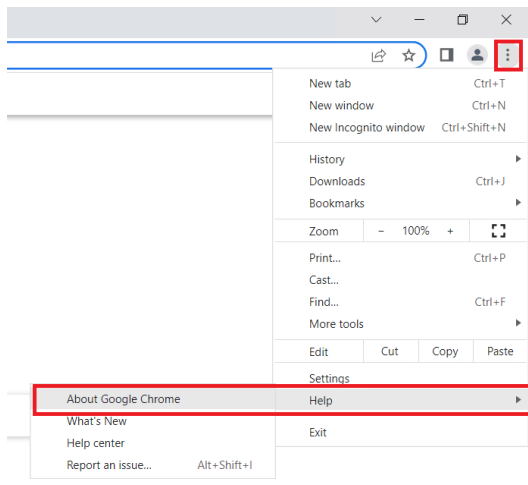 New tab Ctrl+T
New window Ctrl+N
New Incognito window Ctrl+Shift+N
History
Downloads Ctrl+J
Bookmarks
Zoom - 100% +
Print... Ctrl+P
Cast...
Find... Ctrl+F
More tools
Edit Cut Copy Paste
Settings
Help
Exit
About Google Chrome
What's New
Help center
Report an issue... Alt+Shift+I